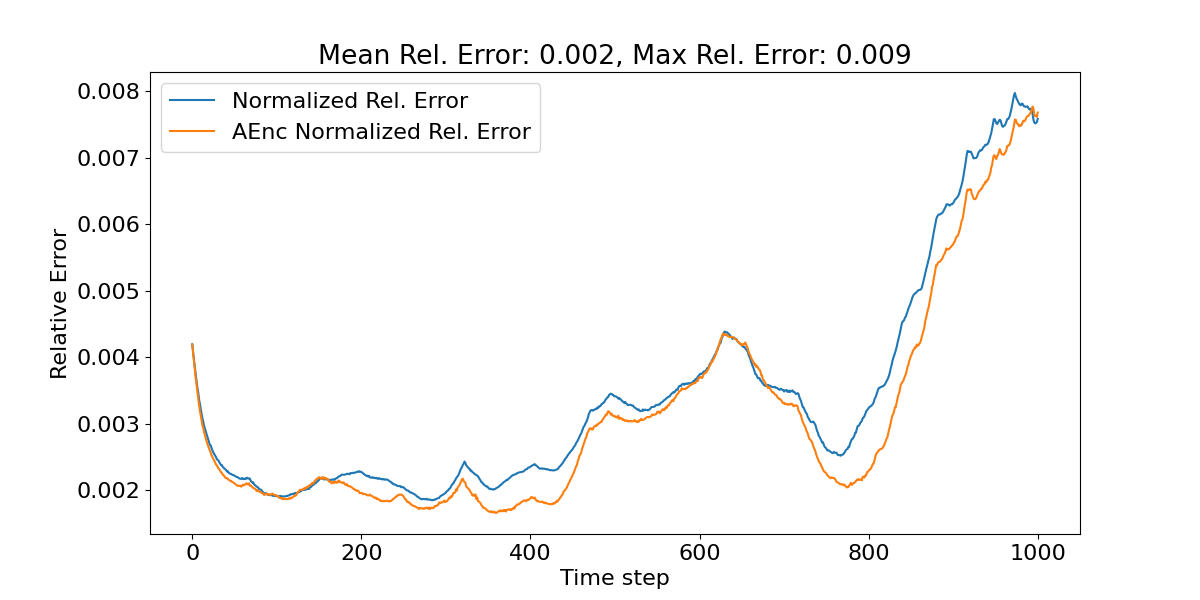 Mean Rel. Error: 0.002, Max Rel. Error: 0.009
Normalized Rel. Error
AEnc Normalized Rel. Error
Relative Error
0.008
0.007
0.006
0.005
0.004
0.003
0.002
0 200 400 600 800 1000
Time step